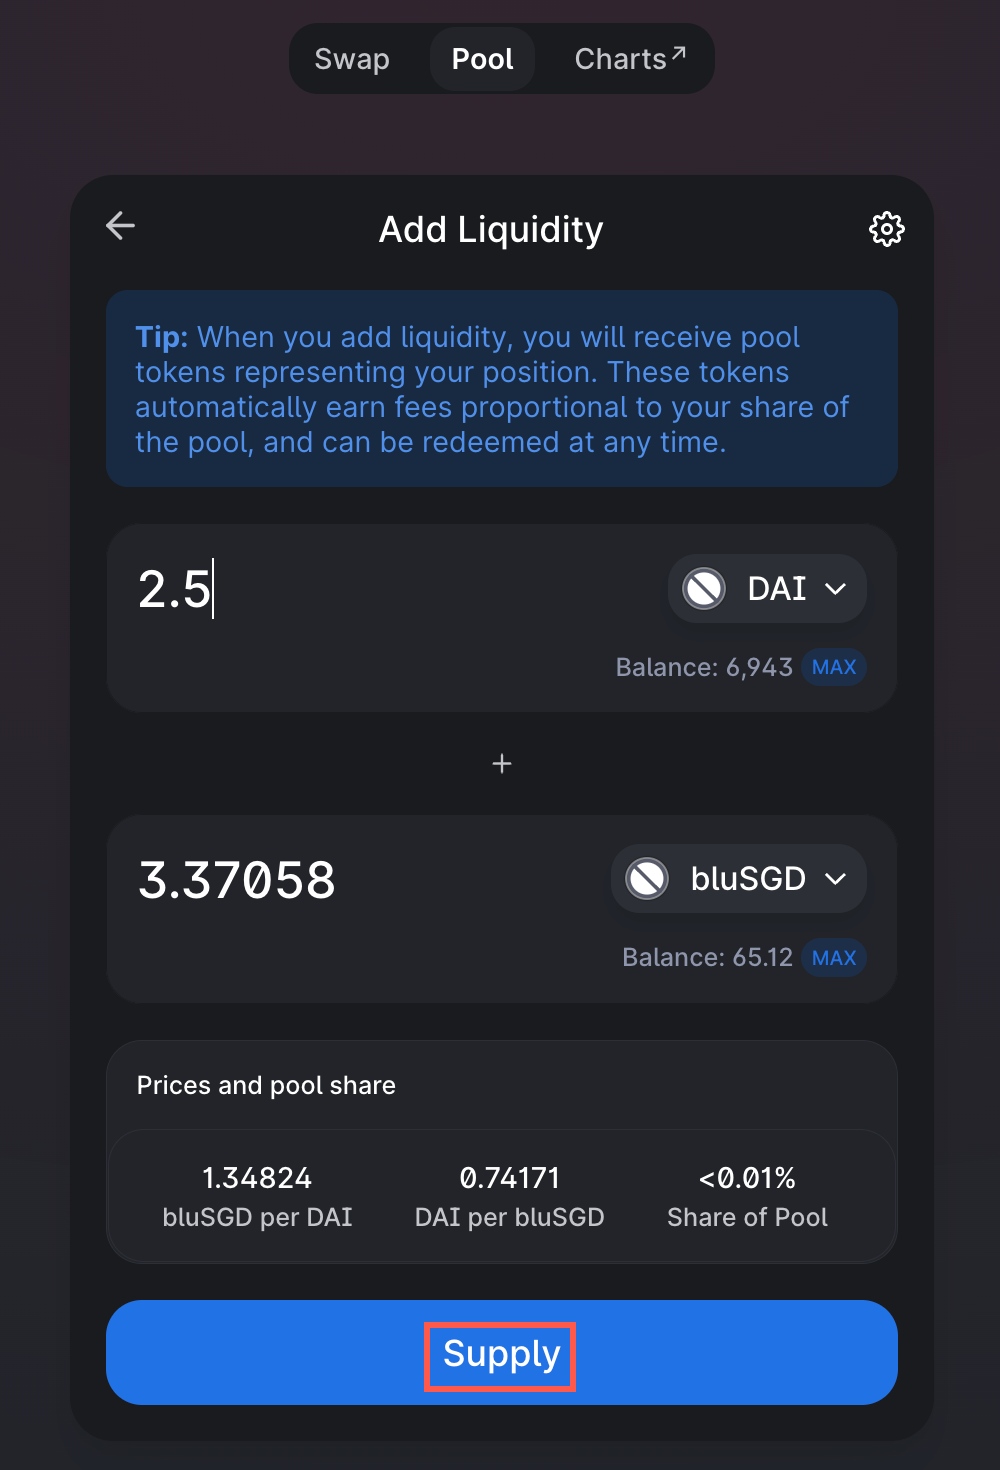 Swap Pool Charts↗
Add Liquidity
Tip: When you add liquidity, you will receive pool
tokens representing your position. These tokens
automatically earn fees proportional to your share of
the pool, and can be redeemed at any time.
2.5 DAI
Balance: 6,943 MAX
+
3.37058 bluSGD
Balance: 65.12 MAX
Prices and pool share
1.34824 0.74171 <0.01%
bluSGD per DAI DAI per bluSGD Share of Pool
Supply